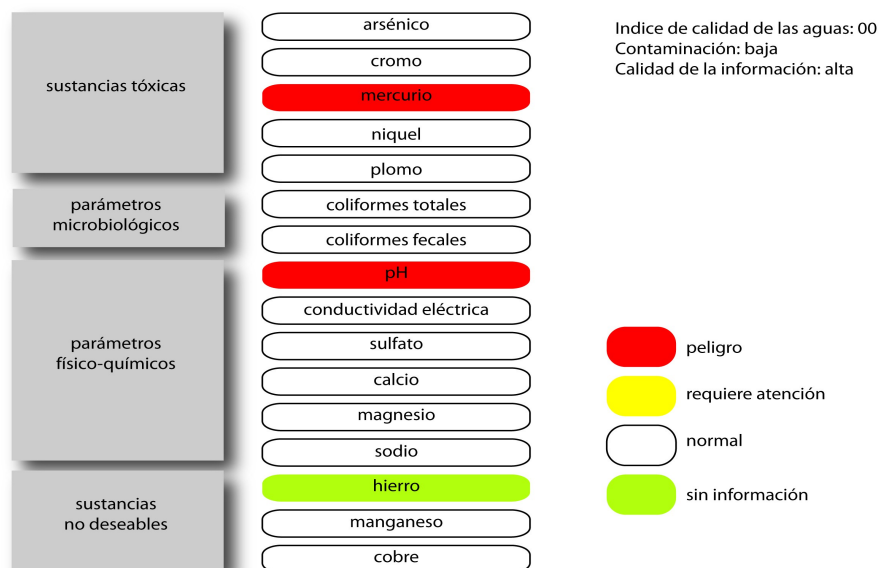 sustancias tóxicas
arsénico
cromo
mercurio
niquel
plomo
parámetros
microbiológicos
coliformes totales
coliformes fecales
parámetros
físico-químicos
pH
conductividad eléctrica
sulfato
calcio
magnesio
sodio
sustancias
no deseables
hierro
manganeso
cobre
Indice de calidad de las aguas: 00
Contaminación: baja
Calidad de la información: alta
peligro
requiere atención
normal
sin información